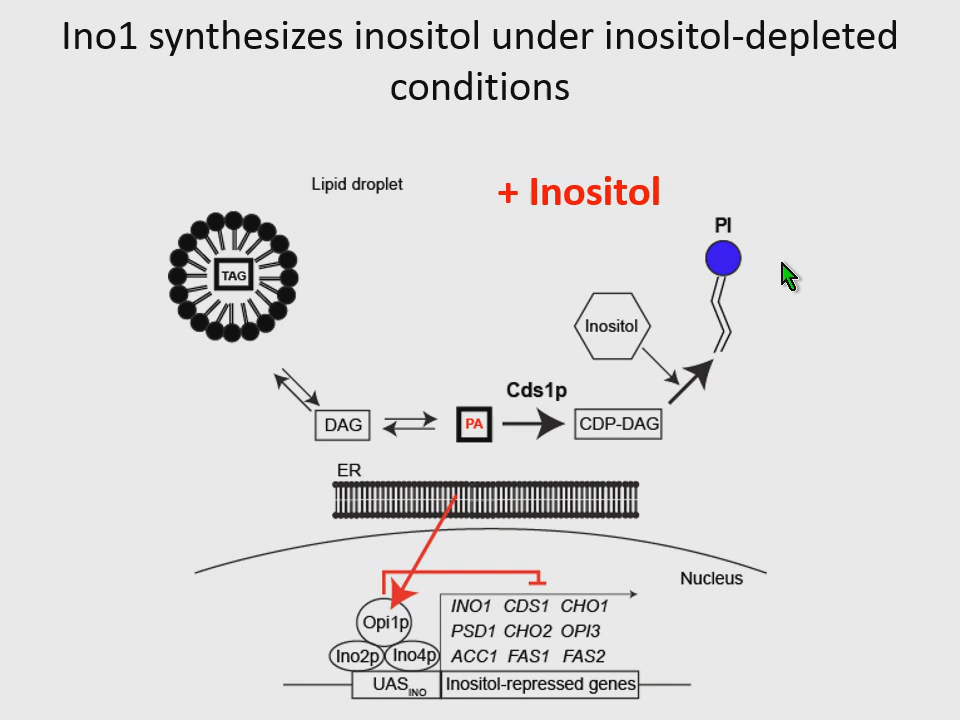 Ino1 synthesizes inositol under inositol-depleted
conditions
Lipid droplet
+ Inositol
PI
TAG
Inositol
Cds1p
DAG
PA
CDP-DAG
ER
Nucleus
INO1 CDS1 CHO1
Opi1p
PSD1 CHO2 OPI3
Ino2p Ino4p
ACC1 FAS1 FAS2
UASINO
Inositol-repressed genes